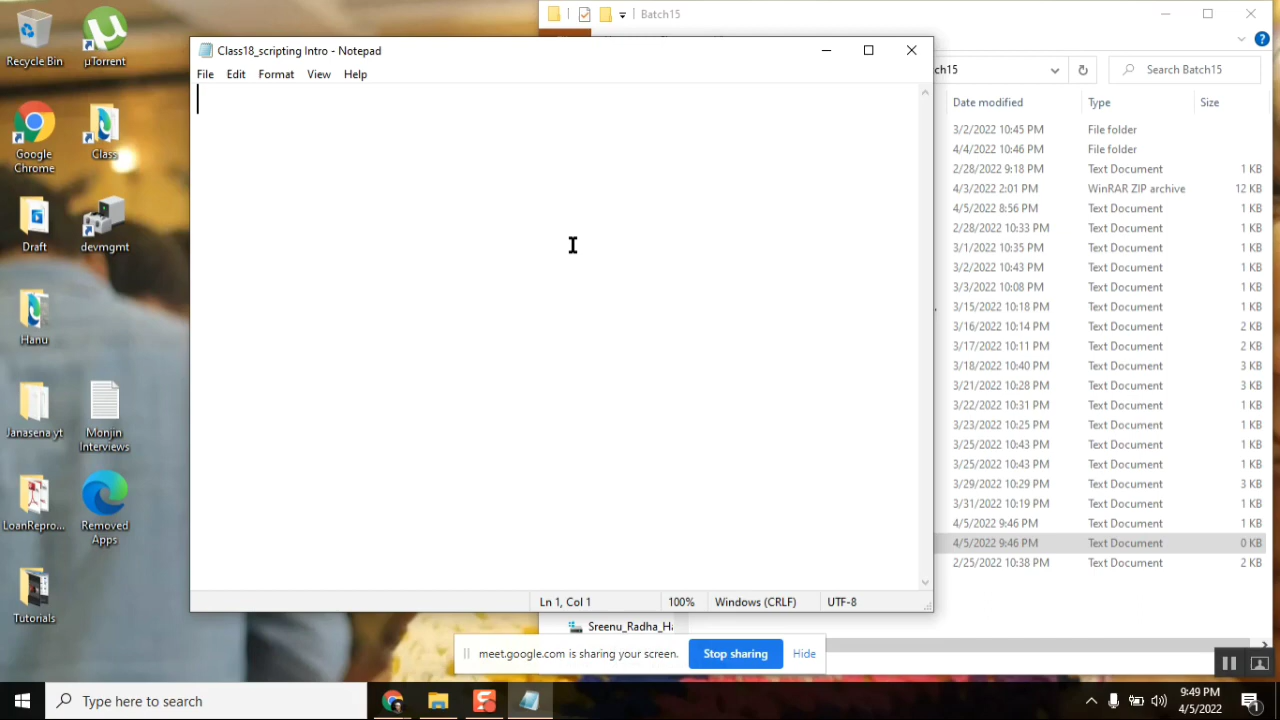 Batch15
Class18_scripting Intro - Notepad
File Edit Format View Help
ch15
Search Batch15
Date modified Type Size
3/2/2022 10:45 PM File folder
4/4/2022 10:46 PM File folder
2/28/2022 9:18 PM Text Document 1 KB
4/3/2022 2:01 PM WinRAR ZIP archive 12 KB
4/5/2022 8:56 PM Text Document 1 KB
2/28/2022 10:33 PM Text Document 1 KB
3/1/2022 10:35 PM Text Document 1 KB
3/2/2022 10:43 PM Text Document 1 KB
3/3/2022 10:08 PM Text Document 1 KB
3/15/2022 10:18 PM Text Document 1 KB
3/16/2022 10:14 PM Text Document 2 KB
3/17/2022 10:11 PM Text Document 2 KB
3/18/2022 10:40 PM Text Document 3 KB
3/21/2022 10:28 PM Text Document 3 KB
3/22/2022 10:31 PM Text Document 1 KB
3/23/2022 10:25 PM Text Document 1 KB
3/25/2022 10:43 PM Text Document 1 KB
3/25/2022 10:43 PM Text Document 1 KB
3/29/2022 10:29 PM Text Document 3 KB
3/31/2022 10:19 PM Text Document 1 KB
4/5/2022 9:46 PM Text Document 1 KB
4/5/2022 9:46 PM Text Document 0 KB
2/25/2022 10:38 PM Text Document 2 KB
Recycle Bin
µTorrent
Google
Chrome
Class
Draft
devmgmt
Hanu
Janasena yt
Monjin
Interviews
LoanRepro...
Removed
Apps
Tutorials
Ln 1, Col 1 100% Windows (CRLF) UTF-8
Sreenu_Radha_Ha
meet.google.com is sharing your screen. Stop sharing Hide
Type here to search
9:49 PM
4/5/2022
1